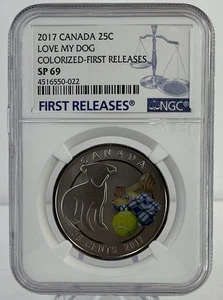 2017 CANADA 25C
LOVE MY DOG
COLORIZED-FIRST RELEASES
SP 69
4516550-022
FIRST RELEASES
NGC
CANADA
CENTS 2017